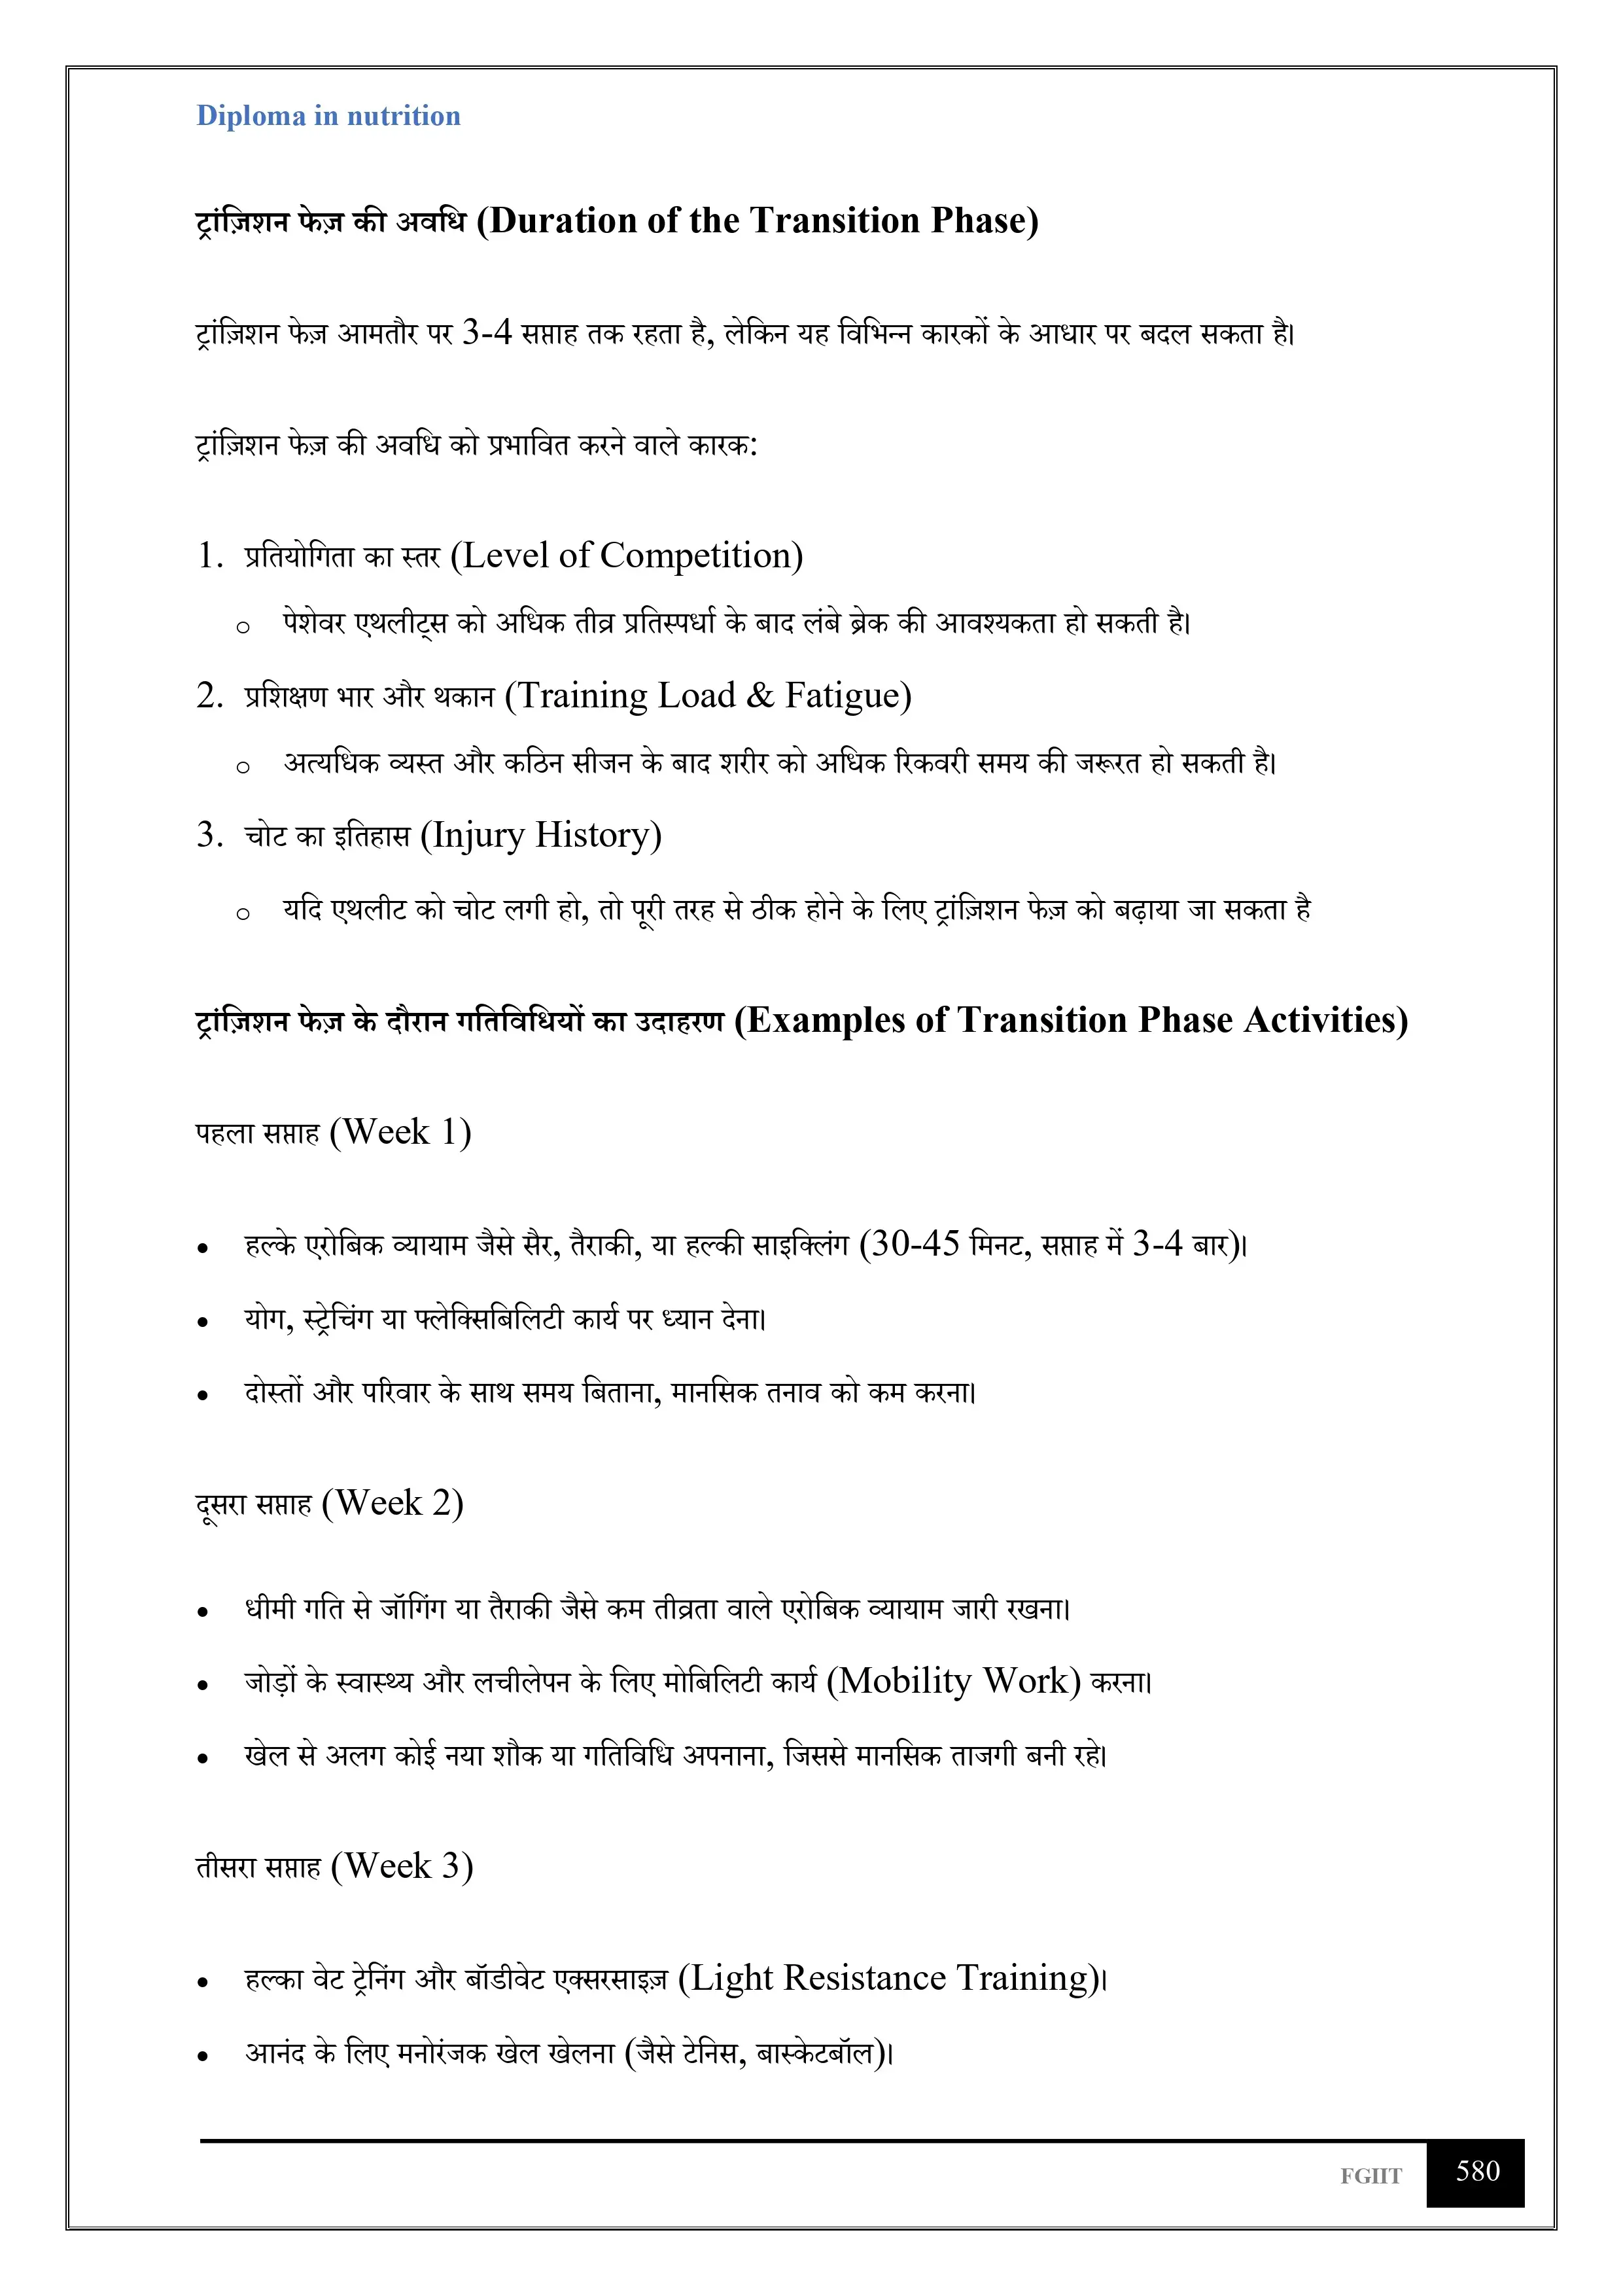 Diploma in nutrition
ट्रांज़िशन फेज़ की अवधि (Duration of the Transition Phase)
ट्रांज़िशन फेज़ आमतौर पर 3-4 सप्ताह तक रहता है, लेकिन यह विभिन्न कारकों के आधार पर बदल सकता है।
ट्रांज़िशन फेज़ की अवधि को प्रभावित करने वाले कारक:
1. प्रतियोगिता का स्तर (Level of Competition)
o पेशेवर एथलीट्स को अधिक तीव्र प्रतिस्पर्धा के बाद लंबे ब्रेक की आवश्यकता हो सकती है।
2. प्रशिक्षण भार और थकान (Training Load & Fatigue)
o अत्यधिक व्यस्त और कठिन सीजन के बाद शरीर को अधिक रिकवरी समय की जरूरत हो सकती है।
3. चोट का इतिहास (Injury History)
o यदि एथलीट को चोट लगी हो, तो पूरी तरह से ठीक होने के लिए ट्रांज़िशन फेज़ को बढ़ाया जा सकता है
ट्रांज़िशन फेज़ के दौरान गतिविधियों का उदाहरण (Examples of Transition Phase Activities)
पहला सप्ताह (Week 1)
• हल्के एरोबिक व्यायाम जैसे सैर, तैराकी, या हल्की साइक्लिंग (30-45 मिनट, सप्ताह में 3-4 बार)।
• योग, स्ट्रेचिंग या फ्लेक्सिबिलिटी कार्य पर ध्यान देना।
• दोस्तों और परिवार के साथ समय बिताना, मानसिक तनाव को कम करना।
दूसरा सप्ताह (Week 2)
• धीमी गति से जॉगिंग या तैराकी जैसे कम तीव्रता वाले एरोबिक व्यायाम जारी रखना।
• जोड़ों के स्वास्थ्य और लचीलेपन के लिए मोबिलिटी कार्य (Mobility Work) करना।
• खेल से अलग कोई नया शौक या गतिविधि अपनाना, जिससे मानसिक ताजगी बनी रहे।
तीसरा सप्ताह (Week 3)
• हल्का वेट ट्रेनिंग और बॉडीवेट एक्सरसाइज़ (Light Resistance Training)।
• आनंद के लिए मनोरंजक खेल खेलना (जैसे टेनिस, बास्केटबॉल)।
FGIIT 580